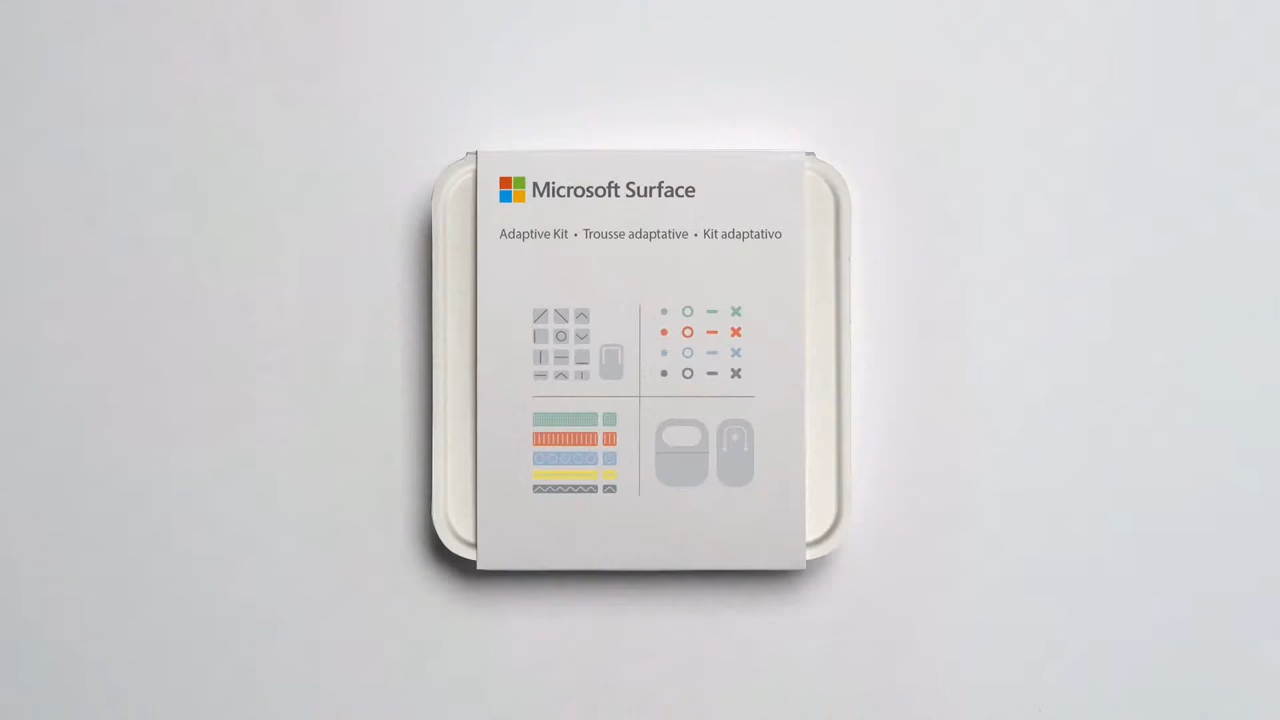 Microsoft Surface
Adaptive Kit • Trousse adaptative • Kit adaptativo